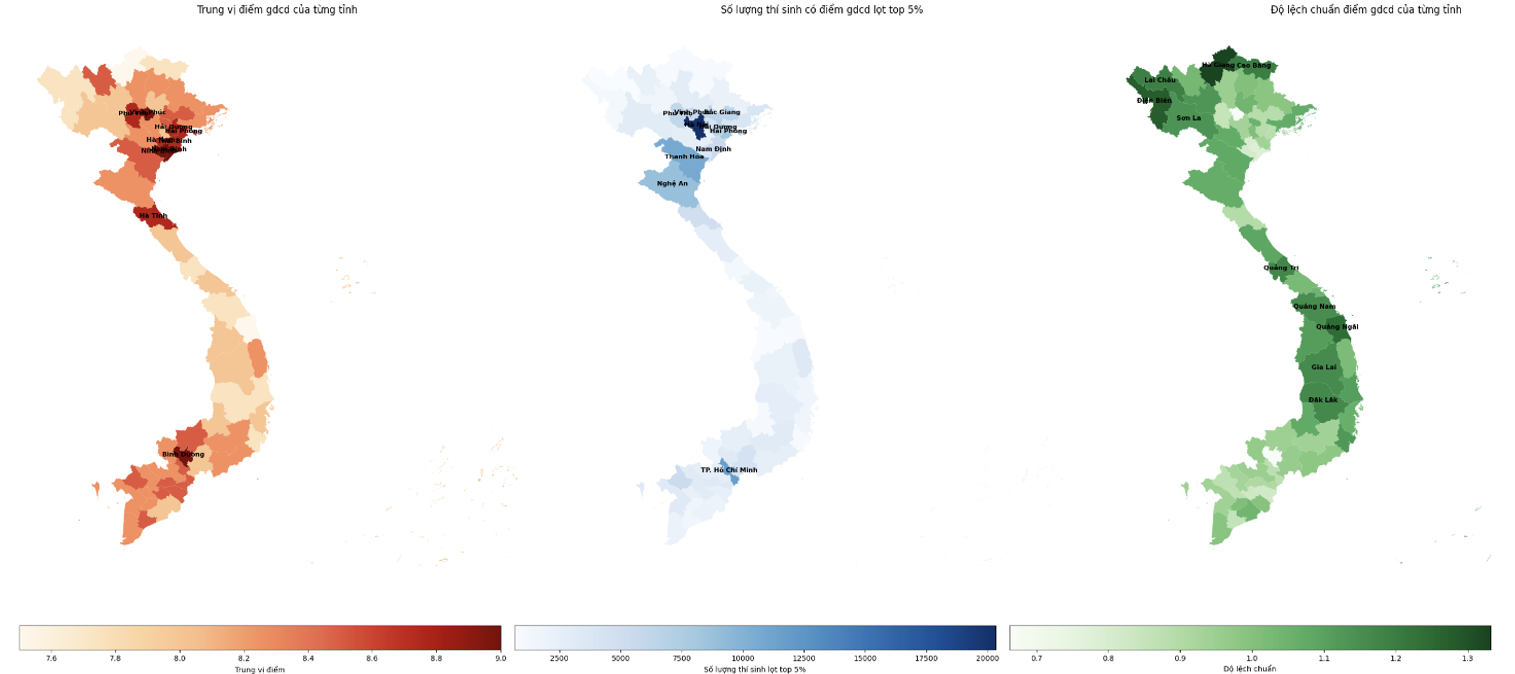 Trung vị điểm gdcd của từng tỉnh
Hà Tĩnh
Bình Dương
7.6 7.8 8.0 8.2 8.4 8.6 8.8 9.0
Trung vị điểm
Số lượng thí sinh có điểm gdcd lọt top 5%
Vĩnh Phúc
Bắc Giang
Hải Phòng
Nam Định
Thanh Hóa
Nghệ An
TP. Hồ Chí Minh
2500 5000 7500 10000 12500 15000 17500 20000
Số lượng thí sinh lọt top 5%
Độ lệch chuẩn điểm gdcd của từng tỉnh
Hà Giang
Cao Bằng
Lai Châu
Điện Biên
Sơn La
Quảng Trị
Quảng Nam
Quảng Ngãi
Gia Lai
Đắk Lắk
0.7 0.8 0.9 1.0 1.1 1.2 1.3
Độ lệch chuẩn